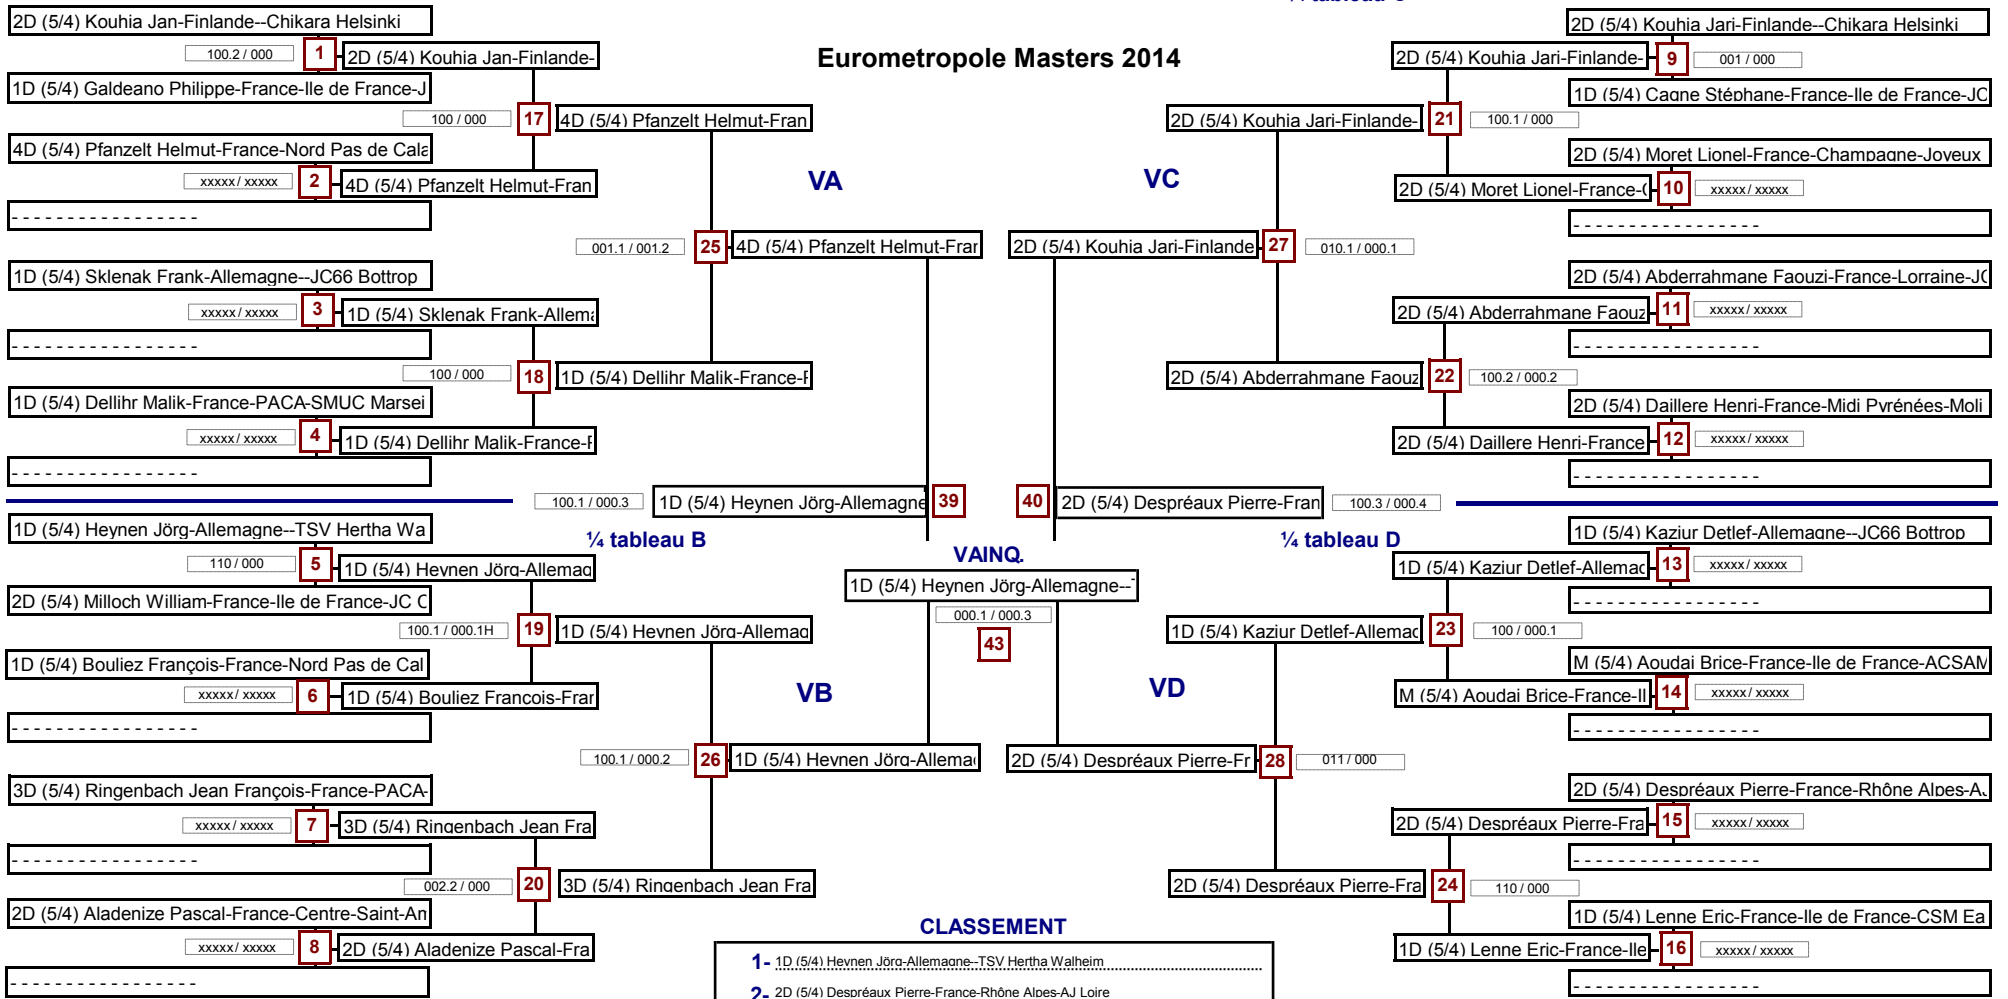 ¼ tableau C
Eurometropole Masters 2014
2D (5/4) Kouhia Jan-Finlande--Chikara Helsinki
100.2 / 000
1
2D (5/4) Kouhia Jan-Finlande-
1D (5/4) Galdeano Philippe-France-Ile de France-J
100 / 000
17
4D (5/4) Pfanzelt Helmut-Fran
4D (5/4) Pfanzelt Helmut-France-Nord Pas de Cala
xxxxx / xxxxx
2
4D (5/4) Pfanzelt Helmut-Fran
- - - - - - - - - - - - - - - - -
VA
001.1 / 001.2
25
4D (5/4) Pfanzelt Helmut-Fran
1D (5/4) Sklenak Frank-Allemagne--JC66 Bottrop
xxxxx / xxxxx
3
1D (5/4) Sklenak Frank-Allema
- - - - - - - - - - - - - - - - -
100 / 000
18
1D (5/4) Dellihr Malik-France-F
1D (5/4) Dellihr Malik-France-PACA-SMUC Marsei
xxxxx / xxxxx
4
1D (5/4) Dellihr Malik-France-F
- - - - - - - - - - - - - - - - -
100.1 / 000.3
1D (5/4) Heynen Jörg-Allemagne
39
¼ tableau B
1D (5/4) Heynen Jörg-Allemagne--TSV Hertha Wa
110 / 000
5
1D (5/4) Heynen Jörg-Allemag
2D (5/4) Milloch William-France-Ile de France-JC C
100.1 / 000.1H
19
1D (5/4) Heynen Jörg-Allemag
1D (5/4) Bouliez François-France-Nord Pas de Cal
xxxxx / xxxxx
6
1D (5/4) Bouliez François-Fran
- - - - - - - - - - - - - - - - -
VB
100.1 / 000.2
26
1D (5/4) Heynen Jörg-Allemag
3D (5/4) Ringenbach Jean François-France-PACA-
xxxxx / xxxxx
7
3D (5/4) Ringenbach Jean Fra
- - - - - - - - - - - - - - - - -
002.2 / 000
20
3D (5/4) Ringenbach Jean Fra
2D (5/4) Aladenize Pascal-France-Centre-Saint-An
xxxxx / xxxxx
8
2D (5/4) Aladenize Pascal-Fra
- - - - - - - - - - - - - - - - -
VAINQ.
1D (5/4) Heynen Jörg-Allemagne--T
000.1 / 000.3
43
2D (5/4) Kouhia Jari-Finlande--Chikara Helsinki
2D (5/4) Kouhia Jari-Finlande-
9
001 / 000
1D (5/4) Cagne Stéphane-France-Ile de France-JC
2D (5/4) Kouhia Jari-Finlande-
21
100.1 / 000
2D (5/4) Moret Lionel-France-Champagne-Joyeux
2D (5/4) Moret Lionel-France-C
10
xxxxx / xxxxx
- - - - - - - - - - - - - - - - -
VC
2D (5/4) Kouhia Jari-Finlande
27
010.1 / 000.1
2D (5/4) Abderrahmane Faouzi-France-Lorraine-JC
2D (5/4) Abderrahmane Faouz
11
xxxxx / xxxxx
- - - - - - - - - - - - - - - - -
2D (5/4) Abderrahmane Faouz
22
100.2 / 000.2
2D (5/4) Daillere Henri-France-Midi Pyrénées-Moli
2D (5/4) Daillere Henri-France
12
xxxxx / xxxxx
- - - - - - - - - - - - - - - - -
40
2D (5/4) Despréaux Pierre-Fran
100.3 / 000.4
¼ tableau D
1D (5/4) Kaziur Detlef-Allemagne--JC66 Bottrop
1D (5/4) Kaziur Detlef-Allemag
13
xxxxx / xxxxx
- - - - - - - - - - - - - - - - -
1D (5/4) Kaziur Detlef-Allemag
23
100 / 000.1
M (5/4) Aoudai Brice-France-Ile de France-ACSAM
M (5/4) Aoudai Brice-France-Il
14
xxxxx / xxxxx
- - - - - - - - - - - - - - - - -
VD
2D (5/4) Despréaux Pierre-Fr
28
011 / 000
2D (5/4) Despréaux Pierre-France-Rhône Alpes-AJ
2D (5/4) Despréaux Pierre-Fra
15
xxxxx / xxxxx
- - - - - - - - - - - - - - - - -
2D (5/4) Despréaux Pierre-Fra
24
110 / 000
1D (5/4) Lenne Eric-France-Ile de France-CSM Ea
1D (5/4) Lenne Eric-France-Ile
16
xxxxx / xxxxx
- - - - - - - - - - - - - - - - -
CLASSEMENT
1- 1D (5/4) Heynen Jörg-Allemagne--TSV Hertha Walheim
2- 2D (5/4) Despréaux Pierre-France-Rhône Alpes-AJ Loire